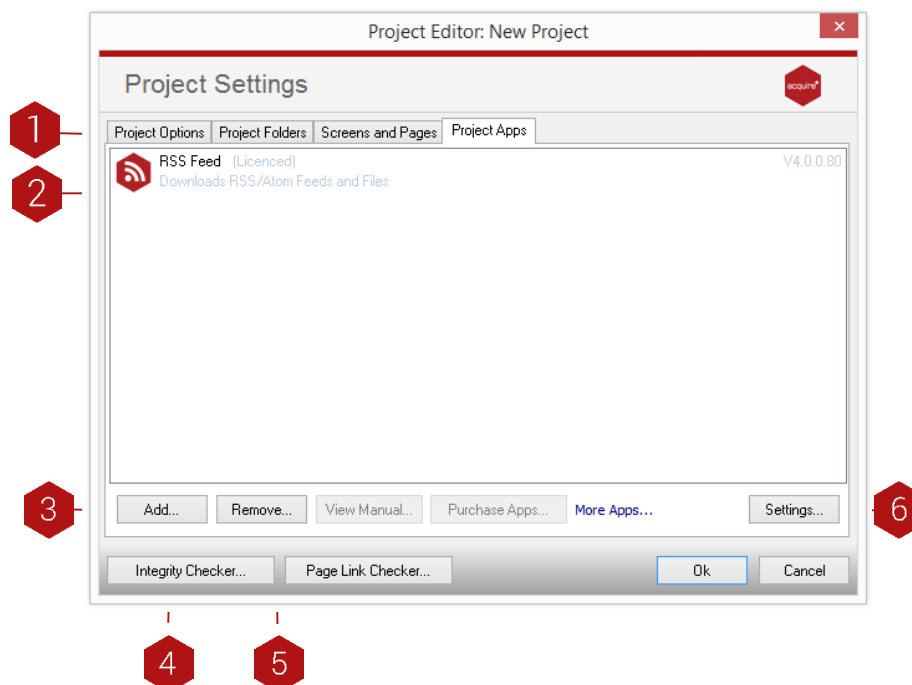 Project Editor: New Project
×
Project Settings
acquire
1
Project Options Project Folders Screens and Pages Project Apps
RSS Feed (Licenced) V4.0.0.80
2
Downloads RSS/Atom Feeds and Files
3
Add... Remove... View Manual... Purchase Apps... More Apps... Settings...
6
Integrity Checker... Page Link Checker... Ok Cancel
4
5